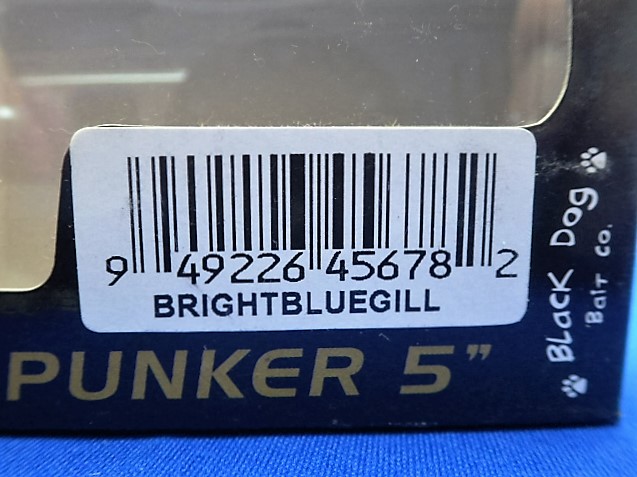 9 49226 45678 2
BRIGHTBLUEGILL
PUNKER 5”
BLACK DOG
Bait Co.